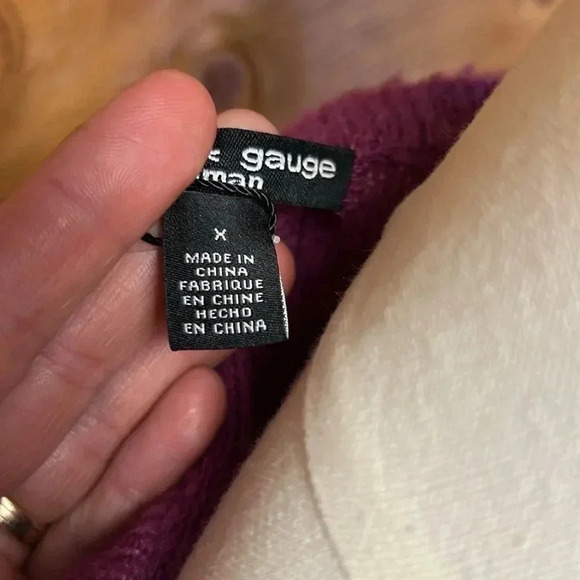 gauge
man
X
MADE IN
CHINA
FABRIQUE
EN CHINE
HECHO
EN CHINA